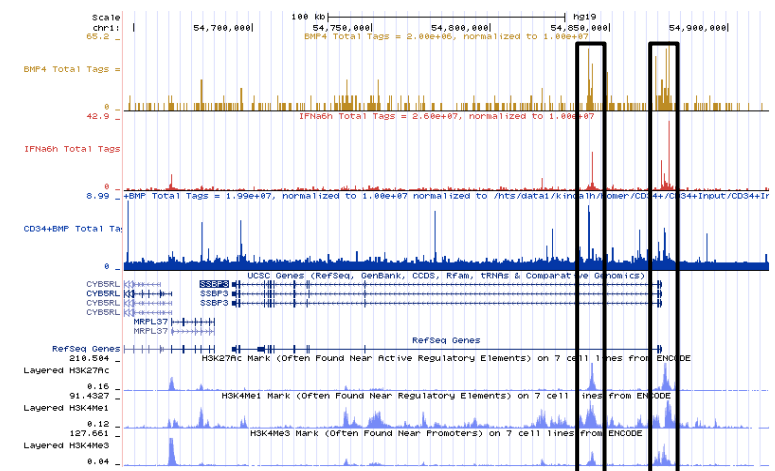 Scale 100 kb hg19
chr1: 54,700,000 54,750,000 54,800,000 54,850,000 54,900,000
65.2 _ BMP4 Total Tags = 2.00e+06, normalized to 1.00e+07
BMP4 Total Tags =
0 _
42.9 _ IFNa6h Total Tags = 2.60e+07, normalized to 1.00e+07
IFNa6h Total Tags
0 _
8.99 _ +BMP Total Tags = 1.99e+07, normalized to 1.00e+07 normalized to /hts/data1/kingalh/homer/CD34+/CD34+Input/CD34+In
CD34+BMP Total Ta
0 _
UCSC Genes (RefSeq, GenBank, CCDS, Rfam, tRNAs & Comparative Genomics)
CYB5RL SSBP3
CYB5RL SSBP3
CYB5RL SSBP3
CYB5RL
MRPL37
MRPL37
RefSeq Genes
RefSeq Genes
210.504 _ H3K27Ac Mark (Often Found Near Active Regulatory Elements) on 7 cell lines from ENCODE
Layered H3K27Ac
0.16 _
91.4327 _ H3K4Me1 Mark (Often Found Near Regulatory Elements) on 7 cell lines from ENCODE
Layered H3K4Me1
0.12 _
127.661 _ H3K4Me3 Mark (Often Found Near Promoters) on 7 cell lines from ENCODE
Layered H3K4Me3
0.04 _